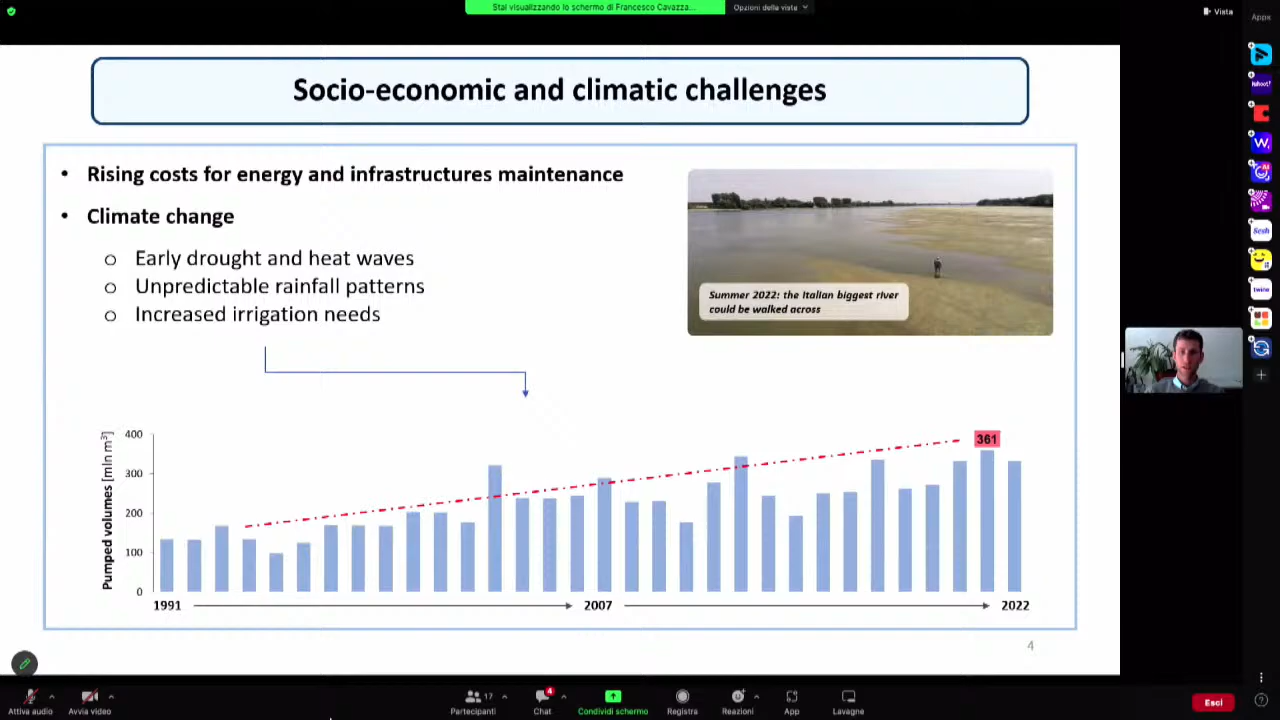 Stai visualizzando lo schermo di Francesco Cavazza...
Opzioni della vista
Vista
Apps
Socio-economic and climatic challenges
• Rising costs for energy and infrastructures maintenance
• Climate change
o Early drought and heat waves
o Unpredictable rainfall patterns
o Increased irrigation needs
Summer 2022: the Italian biggest river
could be walked across
Pumped volumes [mln m³]
400
300
200
100
0
361
1991
2007
2022
4
Attiva audio
Avvia video
17
Partecipanti
4
Chat
Condividi schermo
Registra
Reazioni
App
Lavagne
Esci